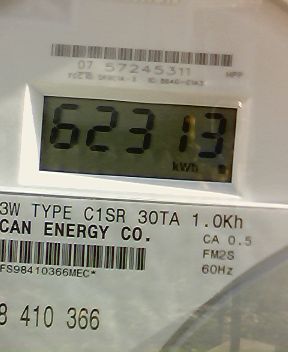 07 57245311 HPP
62313
kWh
3W TYPE C1SR 30TA 1.0Kh
CAN ENERGY CO. CA 0.5
FM2S
FS98410366MEC* 60Hz
8 410 366